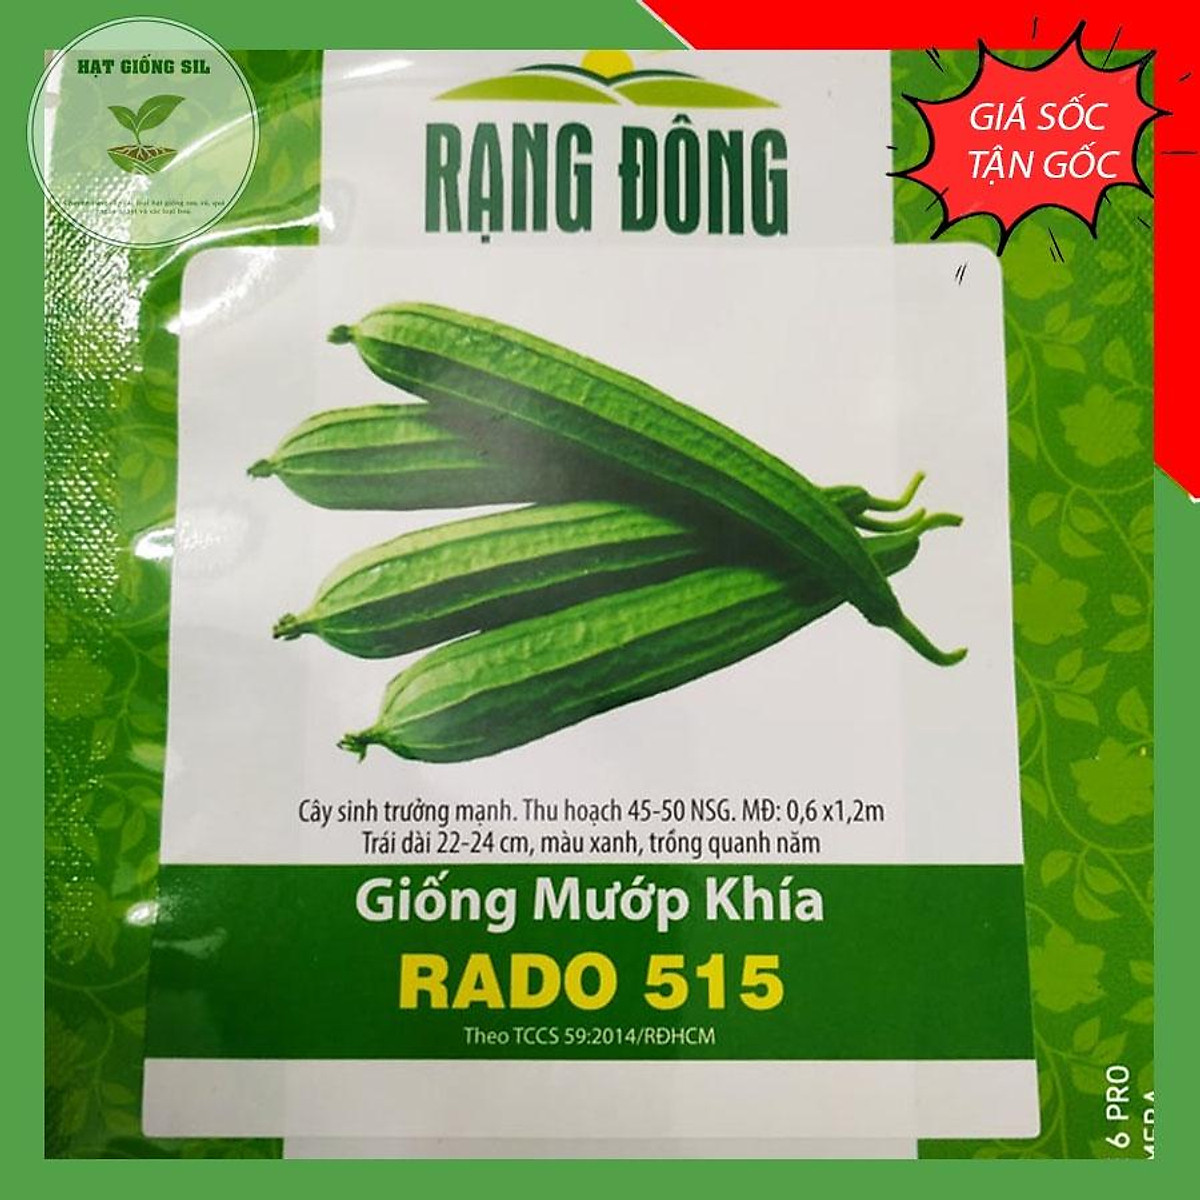 HẠT GIỐNG SIL
GIÁ SỐC
TẬN GỐC
RẠNG ĐÔNG
Cây sinh trưởng mạnh. Thu hoạch 45-50 NSG. MĐ: 0,6 x1,2m
Trái dài 22-24 cm, màu xanh, trồng quanh năm
Giống Mướp Khía
RADO 515
Theo TCCS 59:2014/RĐHCM
6 PRO